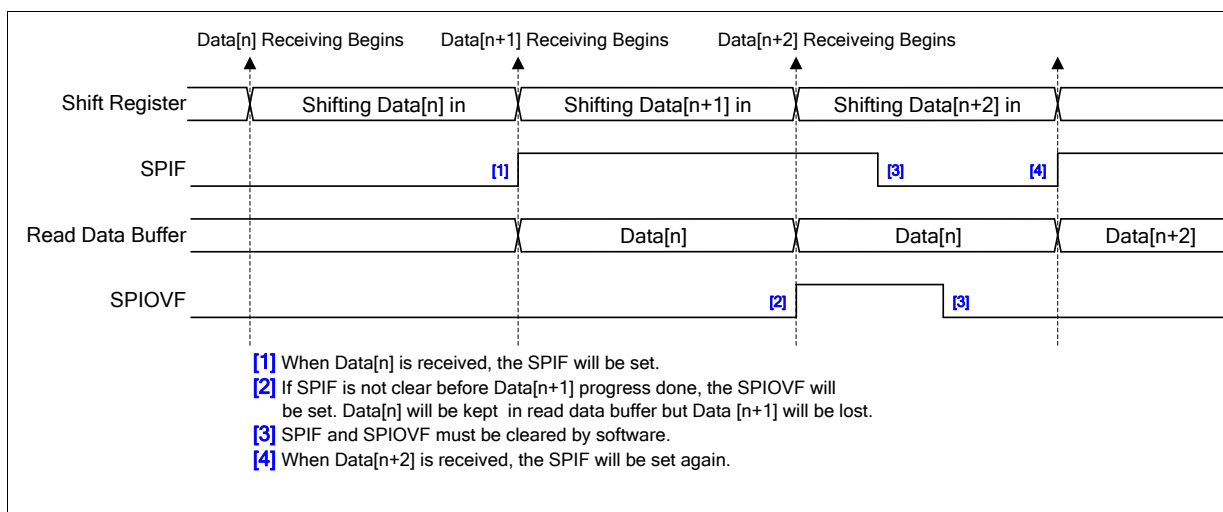 Data[n] Receiving Begins Data[n+1] Receiving Begins Data[n+2] Receiveing Begins
Shift Register Shifting Data[n] in Shifting Data[n+1] in Shifting Data[n+2] in
SPIF [1] [3] [4]
Read Data Buffer Data[n] Data[n] Data[n+2]
SPIOVF [2] [3]
[1] When Data[n] is received, the SPIF will be set.
[2] If SPIF is not clear before Data[n+1] progress done, the SPIOVF will
be set. Data[n] will be kept in read data buffer but Data [n+1] will be lost.
[3] SPIF and SPIOVF must be cleared by software.
[4] When Data[n+2] is received, the SPIF will be set again.